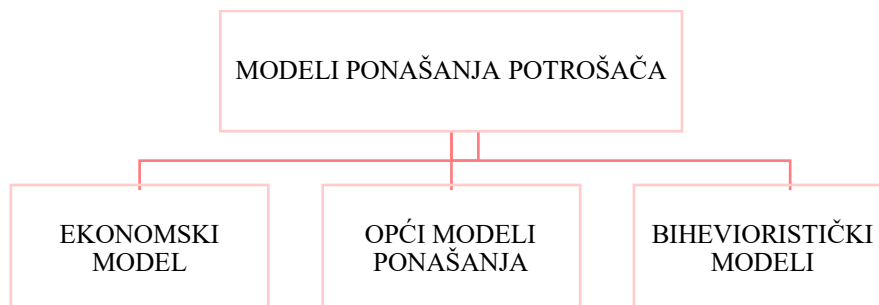 MODELI PONAŠANJA POTROŠAČA
EKONOMSKI
MODEL
OPĆI MODELI
PONAŠANJA
BIHEVIORISTIČKI
MODELI